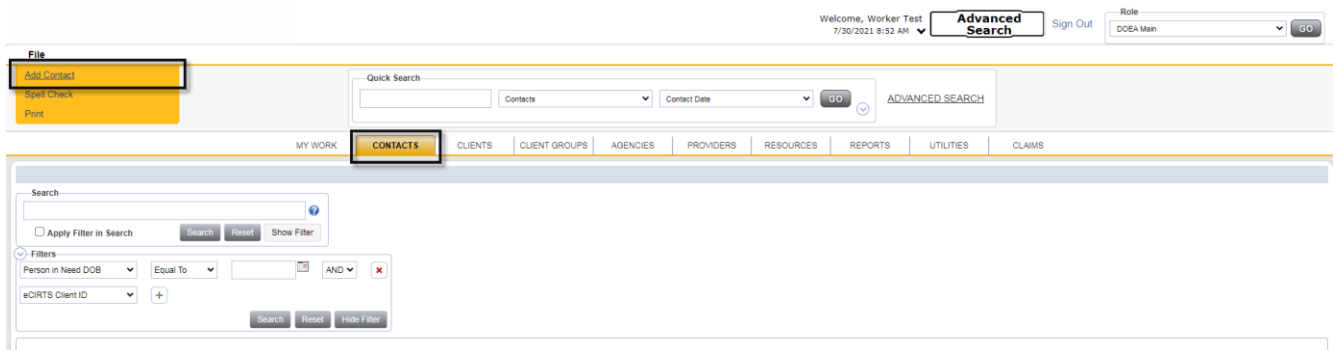 Welcome, Worker Test
7/30/2021 8:52 AM
Advanced
Search
Sign Out
Role
DOEA Main
GO
File
Add Contact
Spell Check
Print
Quick Search
Contacts
Contact Date
GO
ADVANCED SEARCH
MY WORK CONTACTS CLIENTS CLIENT GROUPS AGENCIES PROVIDERS RESOURCES REPORTS UTILITIES CLAIMS
Search
?
Apply Filter in Search Search Reset Show Filter
Filters
Person in Need DOB Equal To AND
eCIRTS Client ID
Search Reset Hide Filter